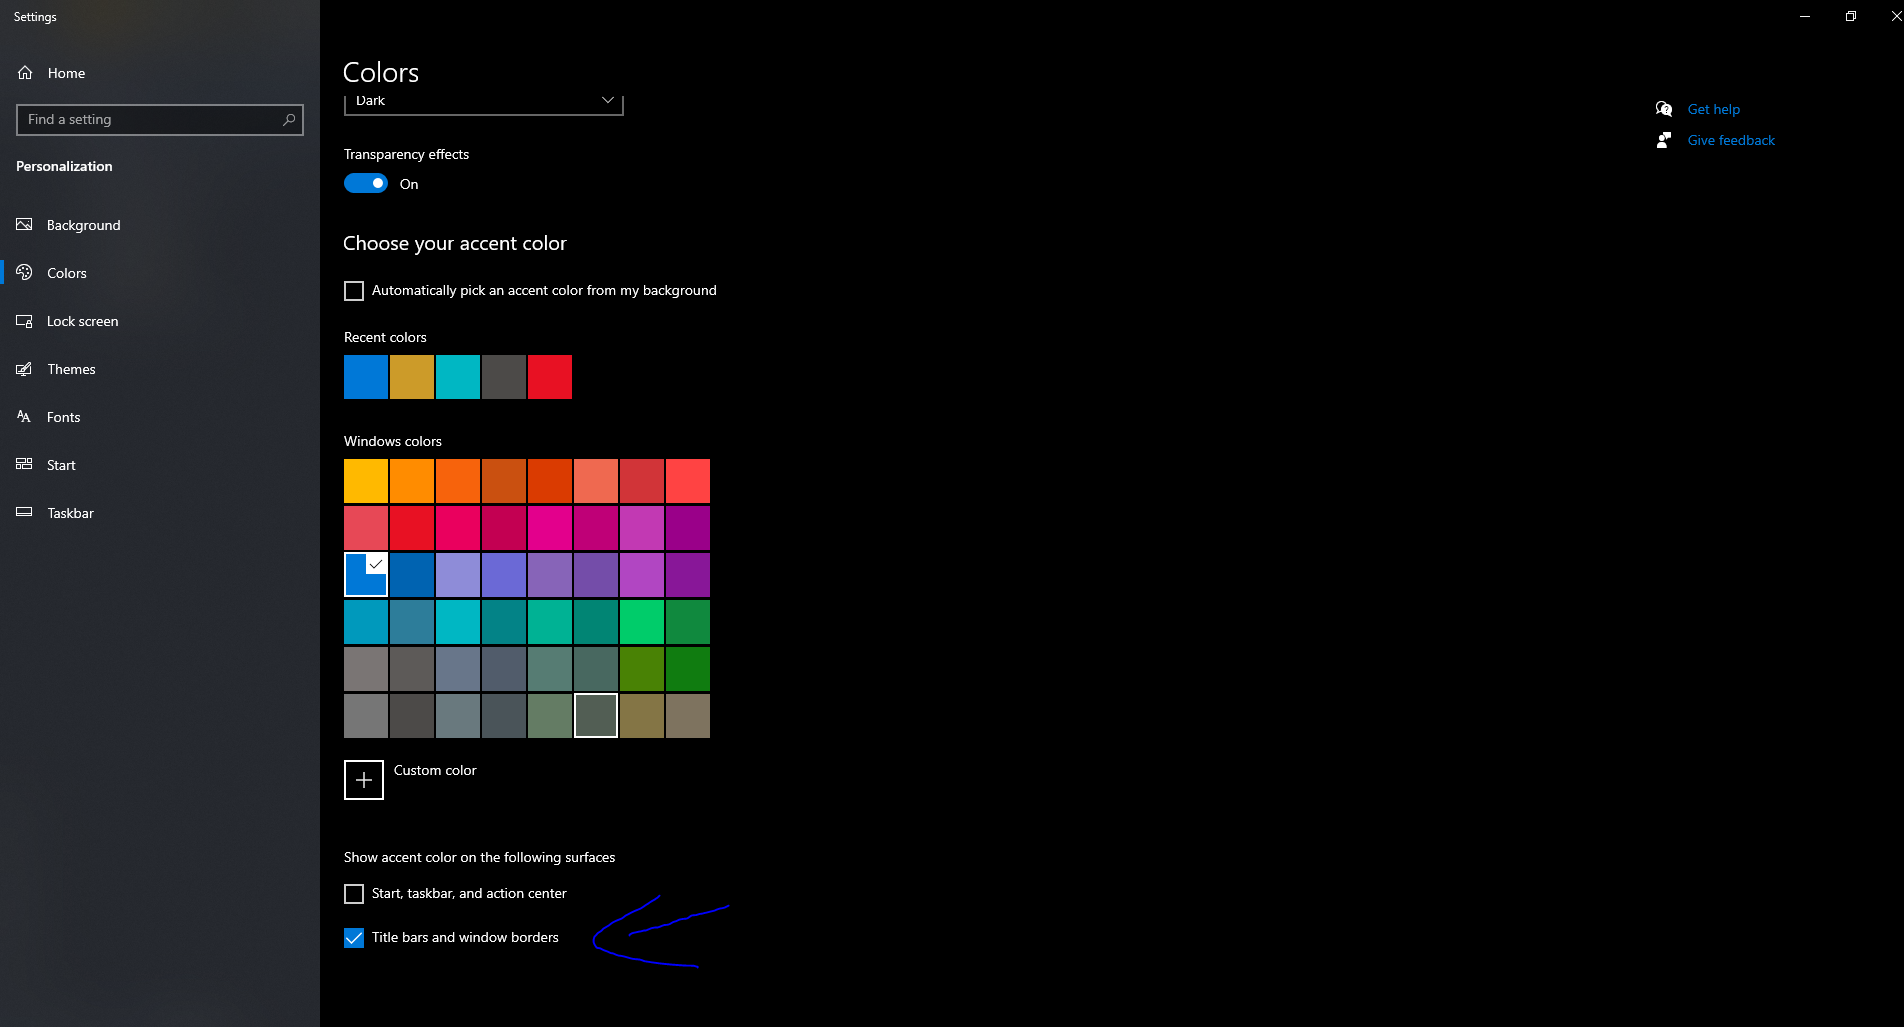 Settings
Home
Find a setting
Personalization
Background
Colors
Lock screen
Themes
Fonts
Start
Taskbar
Colors
Dark
Transparency effects
On
Choose your accent color
Automatically pick an accent color from my background
Recent colors
Windows colors
Custom color
Show accent color on the following surfaces
Start, taskbar, and action center
Title bars and window borders
Get help
Give feedback